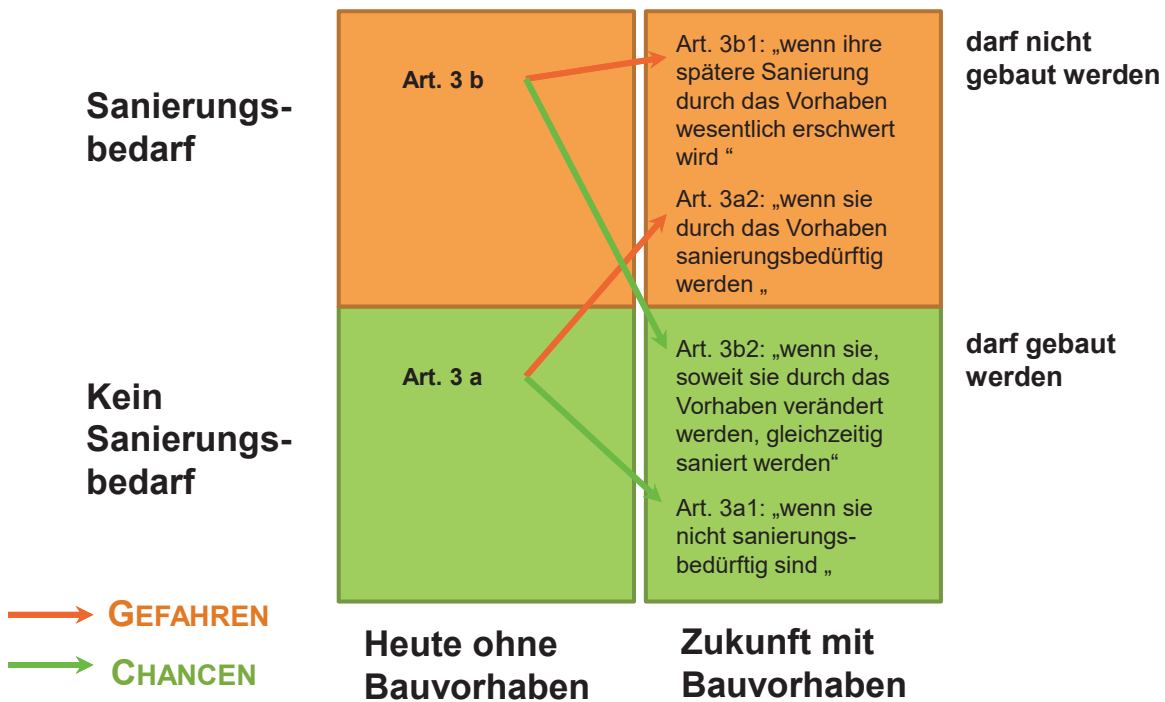 Sanierungs-
bedarf
Art. 3 b
Art. 3b1: „wenn ihre
spätere Sanierung
durch das Vorhaben
wesentlich erschwert
wird “
Art. 3a2: „wenn sie
durch das Vorhaben
sanierungsbedürftig
werden „
darf nicht
gebaut werden
Kein
Sanierungs-
bedarf
Art. 3 a
Art. 3b2: „wenn sie,
soweit sie durch das
Vorhaben verändert
werden, gleichzeitig
saniert werden“
Art. 3a1: „wenn sie
nicht sanierungs-
bedürftig sind „
darf gebaut
werden
GEFAHREN
CHANCEN
Heute ohne
Bauvorhaben
Zukunft mit
Bauvorhaben